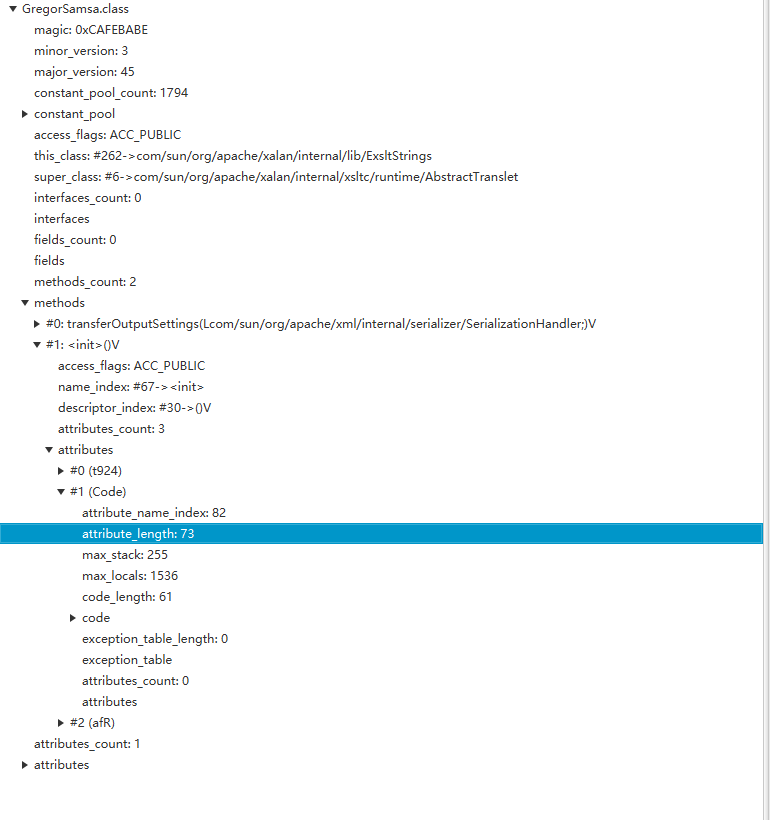 GregorSamsa.class
magic: 0xCAFEBABE
minor_version: 3
major_version: 45
constant_pool_count: 1794
constant_pool
access_flags: ACC_PUBLIC
this_class: #262->com/sun/org/apache/xalan/internal/lib/ExsltStrings
super_class: #6->com/sun/org/apache/xalan/internal/xsltc/runtime/AbstractTranslet
interfaces_count: 0
interfaces
fields_count: 0
fields
methods_count: 2
methods
#0: transferOutputSettings(Lcom/sun/org/apache/xml/internal/serializer/SerializationHandler;)V
#1: <init>()V
access_flags: ACC_PUBLIC
name_index: #67-><init>
descriptor_index: #30->()V
attributes_count: 3
attributes
#0 (t924)
#1 (Code)
attribute_name_index: 82
attribute_length: 73
max_stack: 255
max_locals: 1536
code_length: 61
code
exception_table_length: 0
exception_table
attributes_count: 0
attributes
#2 (afR)
attributes_count: 1
attributes